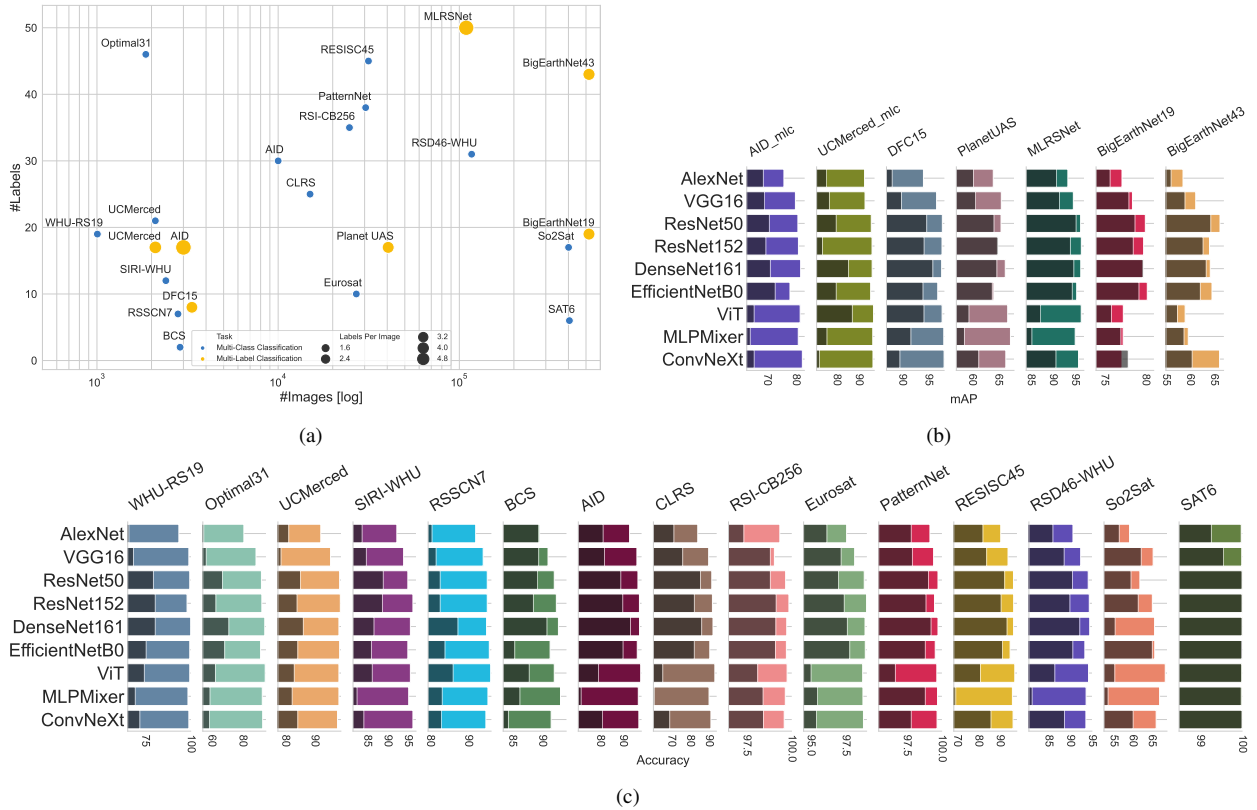 50
40
30
20
10
0
#Labels
MLRSNet
Optimal31
RESISC45
BigEarthNet43
PatternNet
RSI-CB256
AID
RSD46-WHU
CLRS
UCMerced
WHU-RS19
UCMerced
AID
Planet UAS
BigEarthNet19
So2Sat
SIRI-WHU
Eurosat
DFC15
RSSCN7
SAT6
BCS
Task
Multi-Class Classification
Multi-Label Classification
Labels Per Image
1.6
2.4
3.2
4.0
4.8
10³ 10⁴ 10⁵
#Images [log]
(a)
AID_mlc UCMerced_mlc DFC15 PlanetUAS MLRSNet BigEarthNet19 BigEarthNet43
AlexNet
VGG16
ResNet50
ResNet152
DenseNet161
EfficientNetB0
ViT
MLPMixer
ConvNeXt
70 80 80 90 90 95 60 65 85 90 95 75 80 55 60 65
mAP
(b)
WHU-RS19 Optimal31 UCMerced SIRI-WHU RSSCN7 BCS AID CLRS RSI-CB256 Eurosat PatternNet RESISC45 RSD46-WHU So2Sat SAT6
AlexNet
VGG16
ResNet50
ResNet152
DenseNet161
EfficientNetB0
ViT
MLPMixer
ConvNeXt
75 100 60 80 80 90 85 90 95 80 90 85 90 80 90 70 80 90 97.5 100.0 95.0 97.5 97.5 100.0 70 80 90 80 85 90 95 55 60 65 99 100
Accuracy
(c)